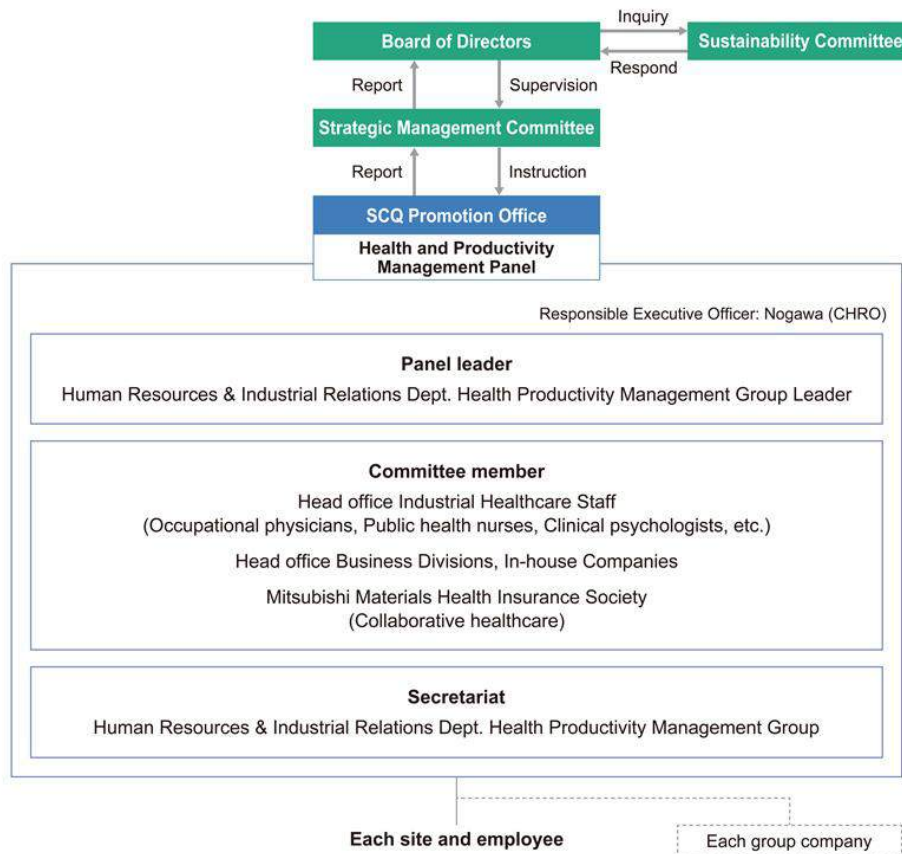 Inquiry
Board of Directors
Sustainability Committee
Respond
Report
Supervision
Strategic Management Committee
Report
Instruction
SCQ Promotion Office
Health and Productivity
Management Panel
Responsible Executive Officer: Nogawa (CHRO)
Panel leader
Human Resources & Industrial Relations Dept. Health Productivity Management Group Leader
Committee member
Head office Industrial Healthcare Staff
(Occupational physicians, Public health nurses, Clinical psychologists, etc.)
Head office Business Divisions, In-house Companies
Mitsubishi Materials Health Insurance Society
(Collaborative healthcare)
Secretariat
Human Resources & Industrial Relations Dept. Health Productivity Management Group
Each site and employee
Each group company